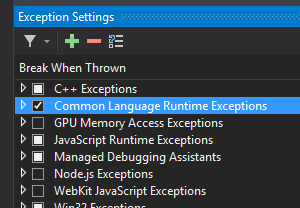 Exception Settings
Break When Thrown
C++ Exceptions
Common Language Runtime Exceptions
GPU Memory Access Exceptions
JavaScript Runtime Exceptions
Managed Debugging Assistants
Node.js Exceptions
WebKit JavaScript Exceptions
Win32 Exceptions